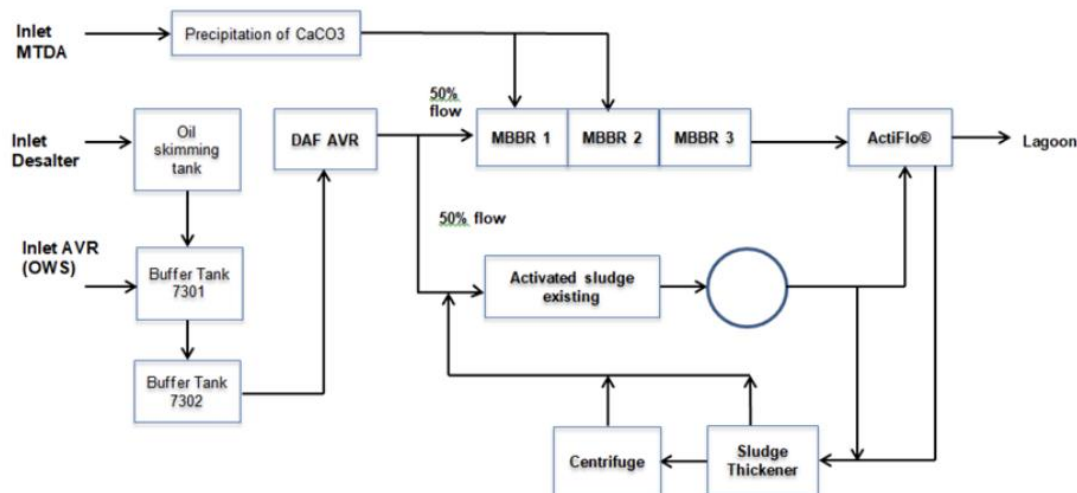 Inlet
MTDA
Precipitation of CaCO3
50%
flow
Inlet
Desalter
Oil
skimming
tank
DAF AVR
MBBR 1
MBBR 2
MBBR 3
ActiFlo®
Lagoon
50% flow
Inlet AVR
(OWS)
Buffer Tank
7301
Activated sludge
existing
Buffer Tank
7302
Centrifuge
Sludge
Thickener